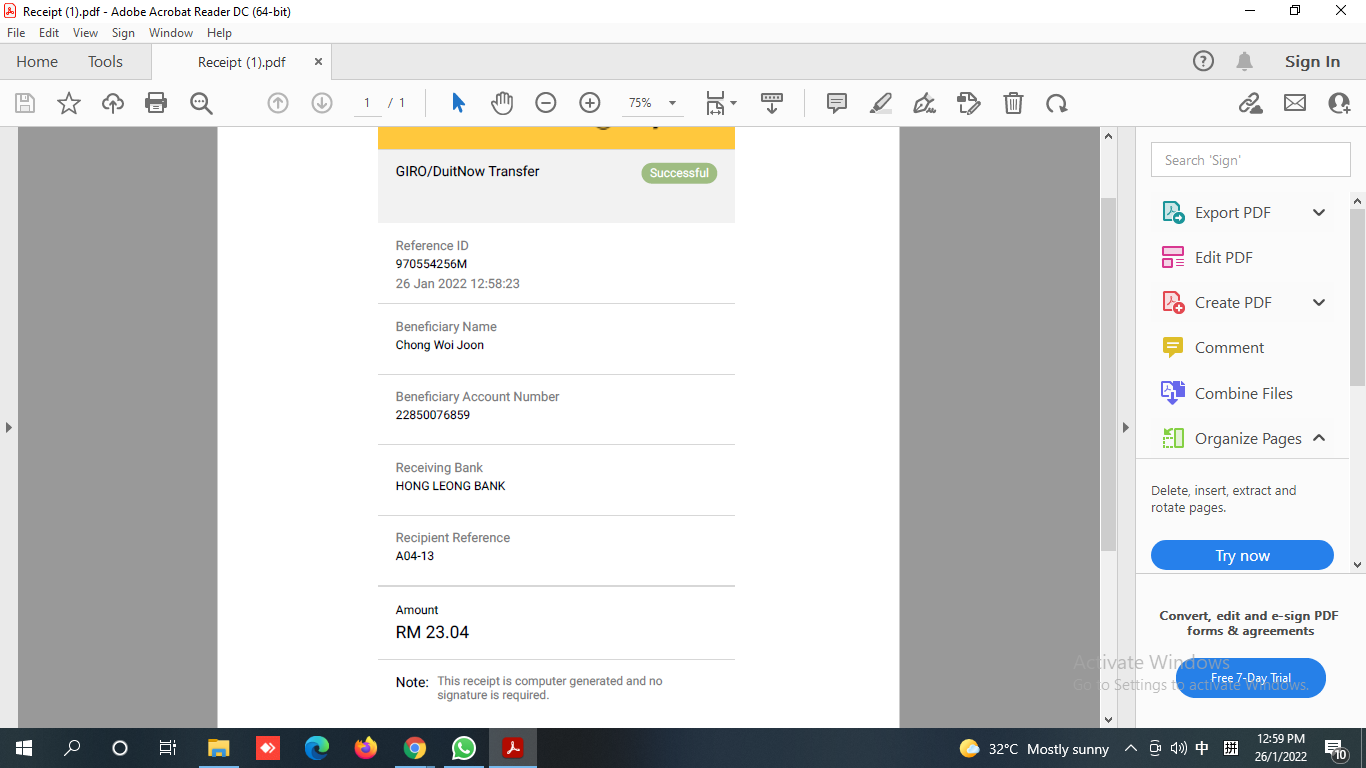 Receipt (1).pdf - Adobe Acrobat Reader DC (64-bit)
File Edit View Sign Window Help
Home Tools Receipt (1).pdf × Sign In
1 / 1 75%
GIRO/DuitNow Transfer Successful
Reference ID
970554256M
26 Jan 2022 12:58:23
Beneficiary Name
Chong Woi Joon
Beneficiary Account Number
22850076859
Receiving Bank
HONG LEONG BANK
Recipient Reference
A04-13
Amount
RM 23.04
Note: This receipt is computer generated and no
signature is required.
Search 'Sign'
Export PDF
Edit PDF
Create PDF
Comment
Combine Files
Organize Pages
Delete, insert, extract and
rotate pages.
Try now
Convert, edit and e-sign PDF
forms & agreements
Activate Windows
Go to Settings to activate Windows.
Free 7-Day Trial
32°C Mostly sunny 中 12:59 PM
26/1/2022 10